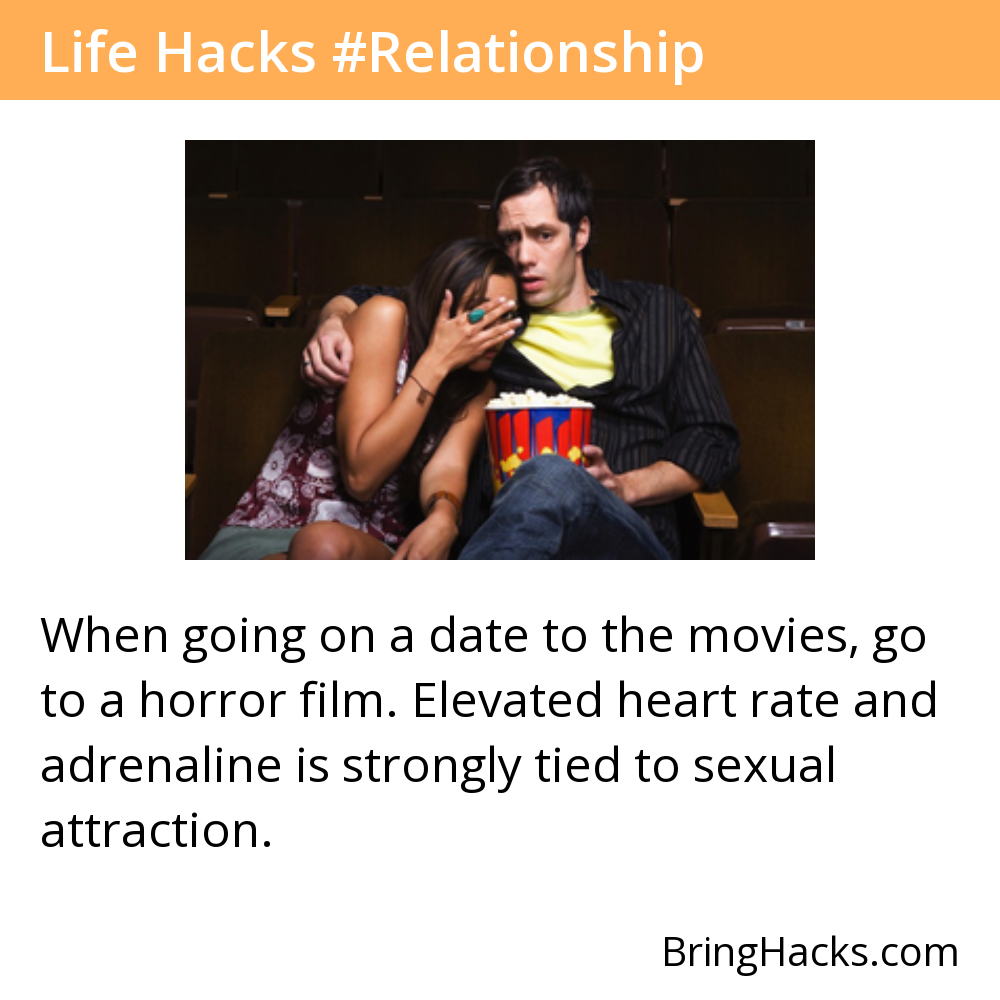 Life Hacks #Relationship
When going on a date to the movies, go
to a horror film. Elevated heart rate and
adrenaline is strongly tied to sexual
attraction.
BringHacks.com